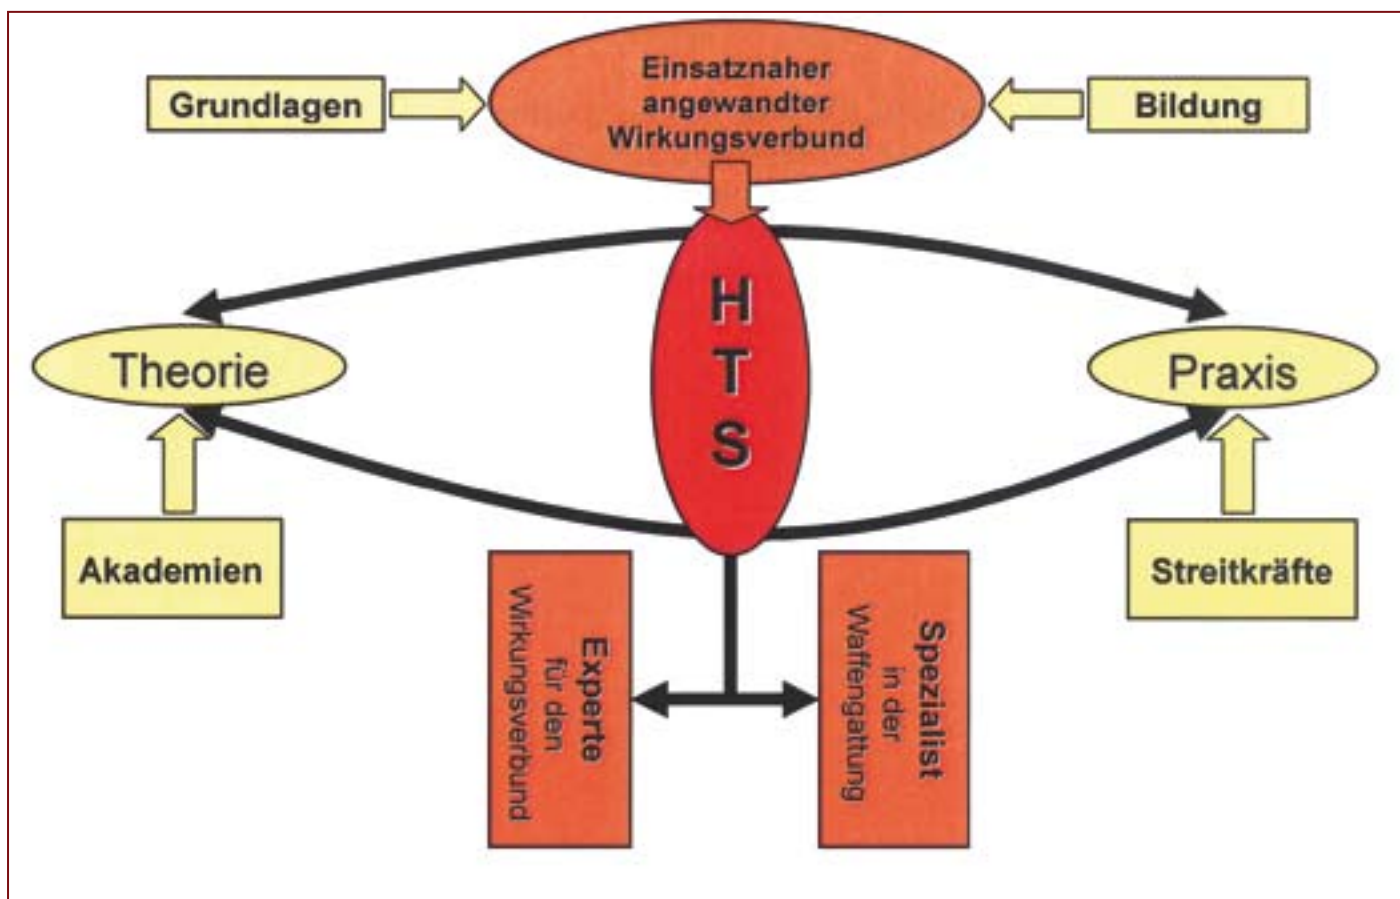 Grundlagen
Einsatznaher
angewandter
Wirkungsverbund
Bildung
H
T
S
Theorie
Praxis
Akademien
Streitkräfte
Experte
für den
Wirkungsverbund
Spezialist
in der
Waffengattung